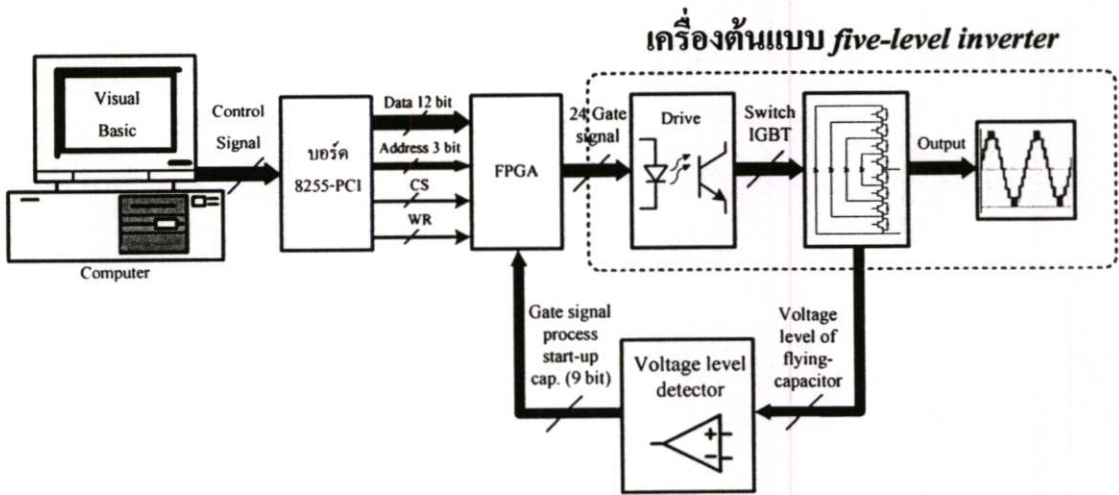 เครื่องต้นแบบ five-level inverter
Visual
Basic
Computer
Control
Signal
บอร์ด
8255-PCI
Data 12 bit
Address 3 bit
CS
WR
FPGA
24 Gate
signal
Drive
Switch
IGBT
Output
Gate signal
process
start-up
cap. (9 bit)
Voltage level
detector
Voltage
level of
flying-
capacitor